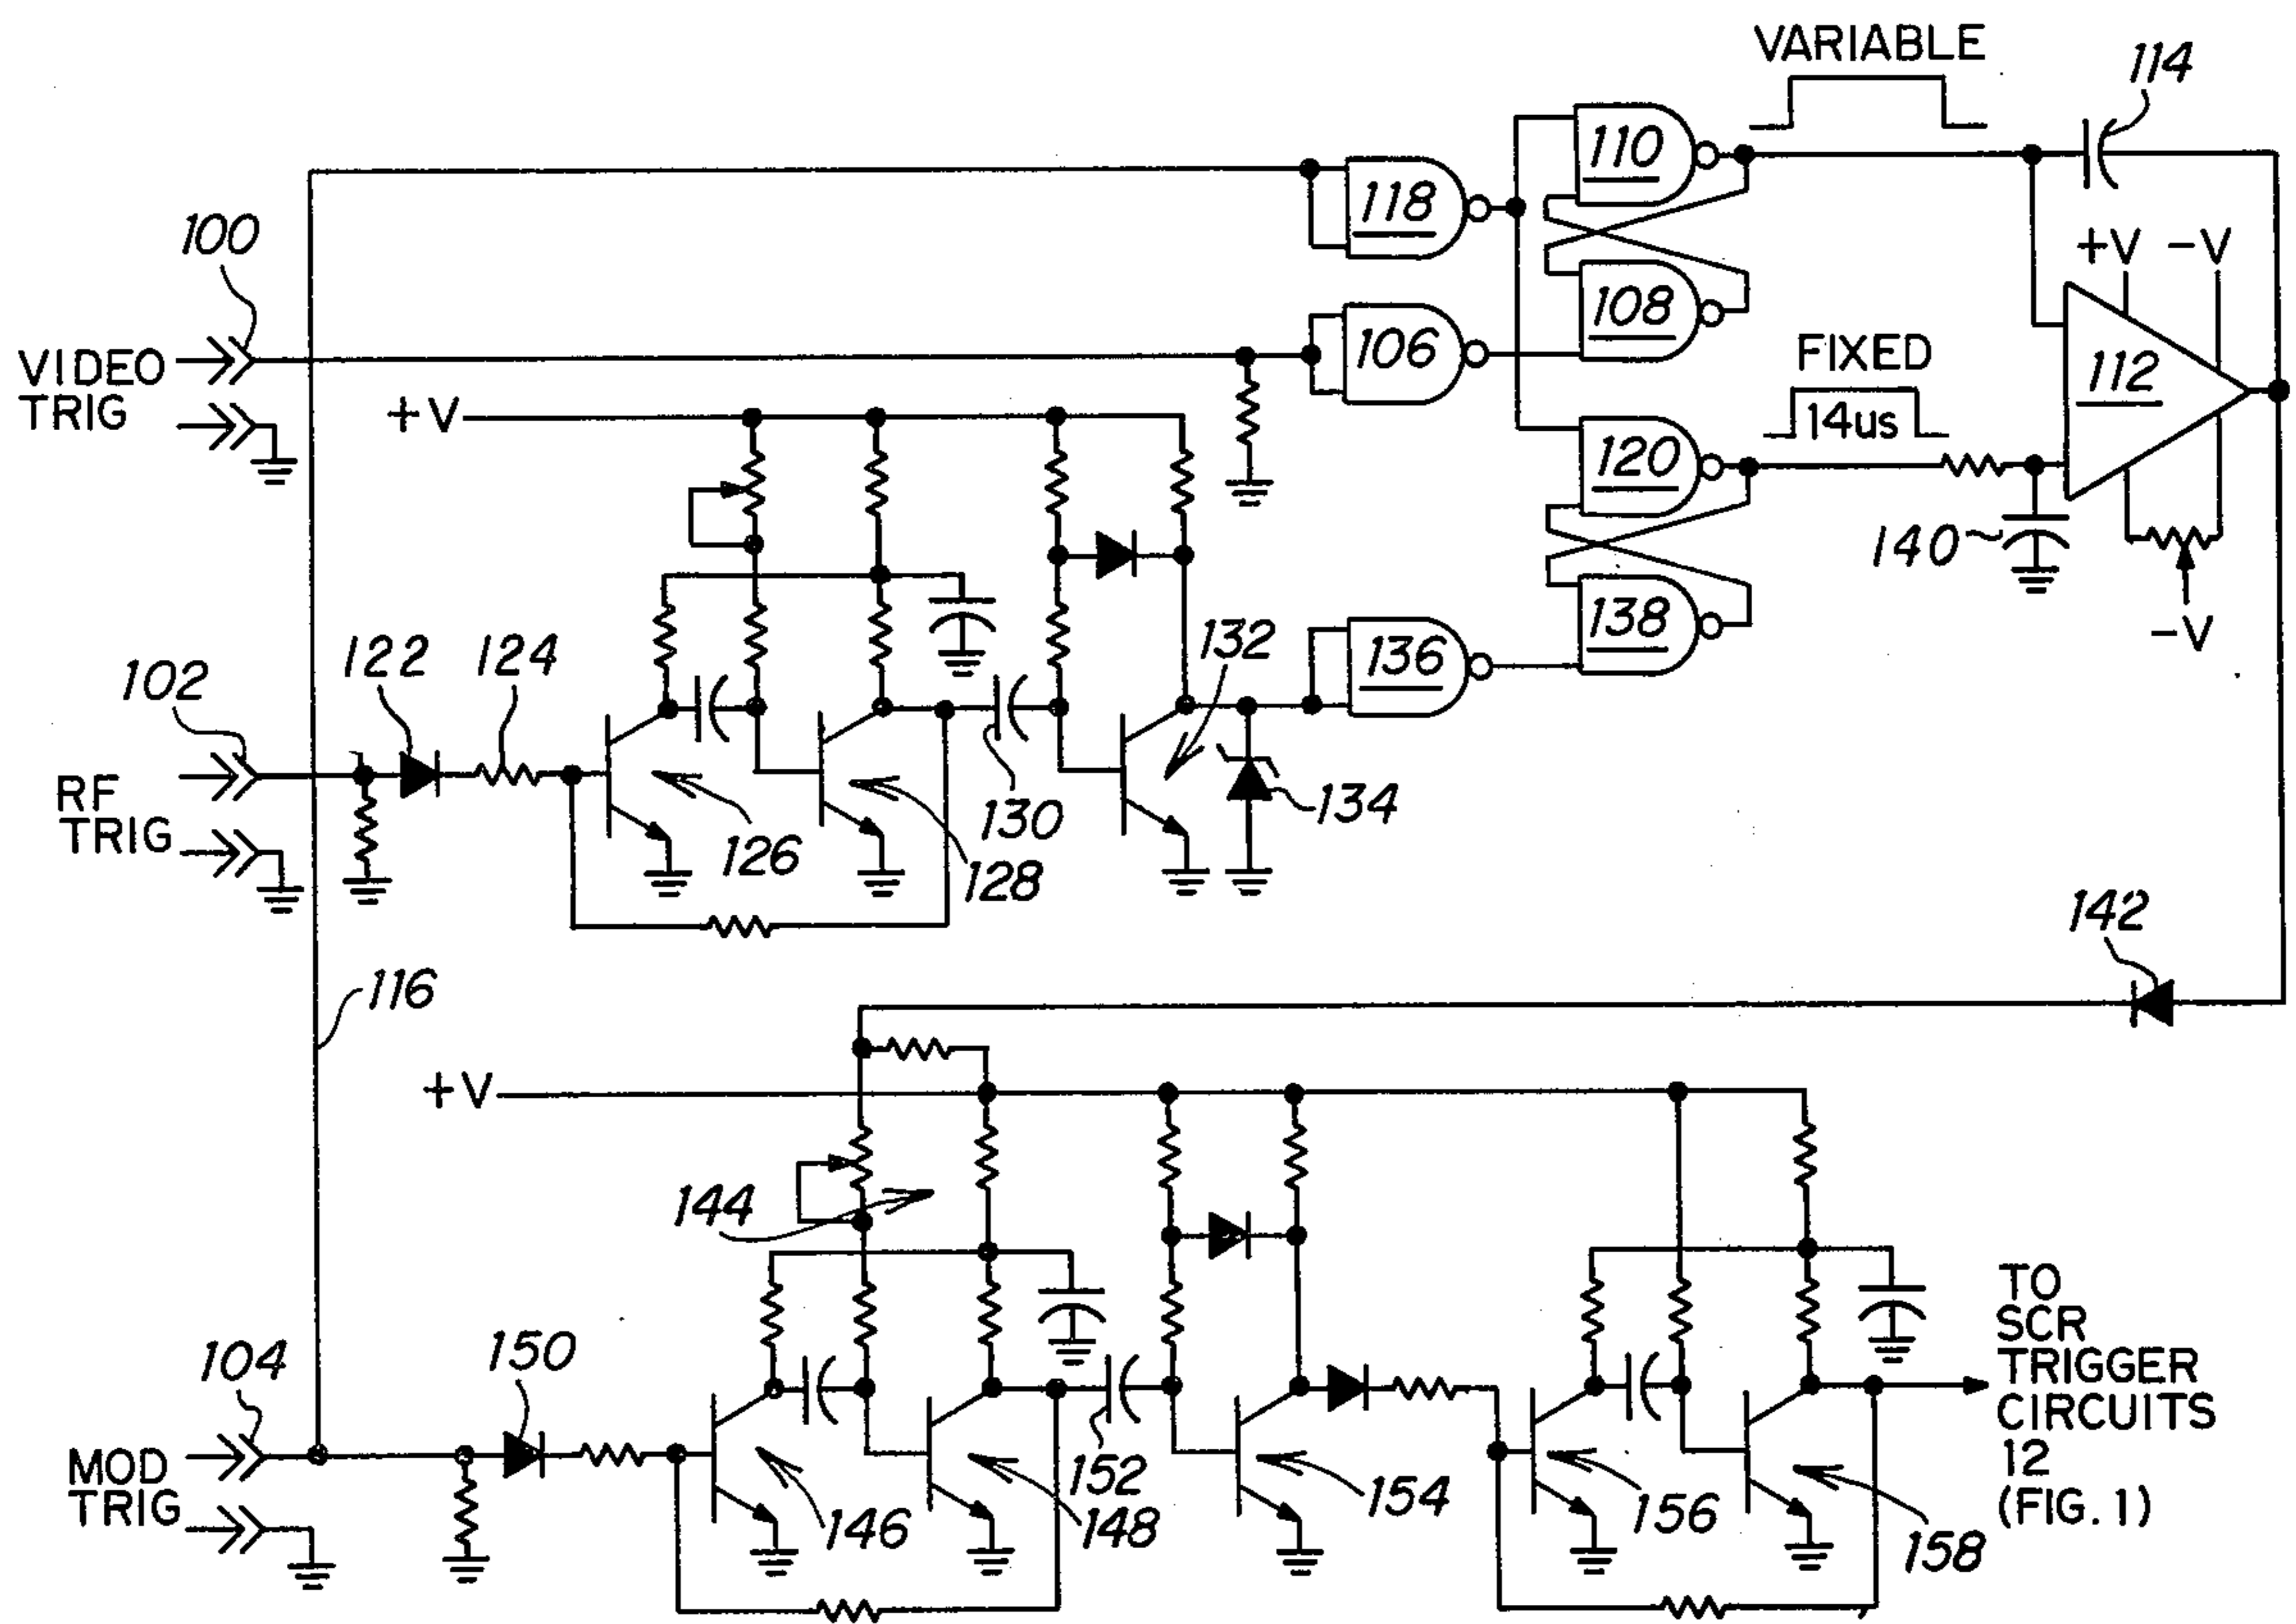 VARIABLE
114
110
118
100
+V -V
108
106
112
VIDEO
TRIG
FIXED
14us
+V
120
140
138
-V
122
124
132
136
102
RF
TRIG
130
134
126
128
142
116
+V
144
TO
SCR
TRIGGER
CIRCUITS
12
(FIG. 1)
104
150
MOD
TRIG
152
154
146
148
156
158